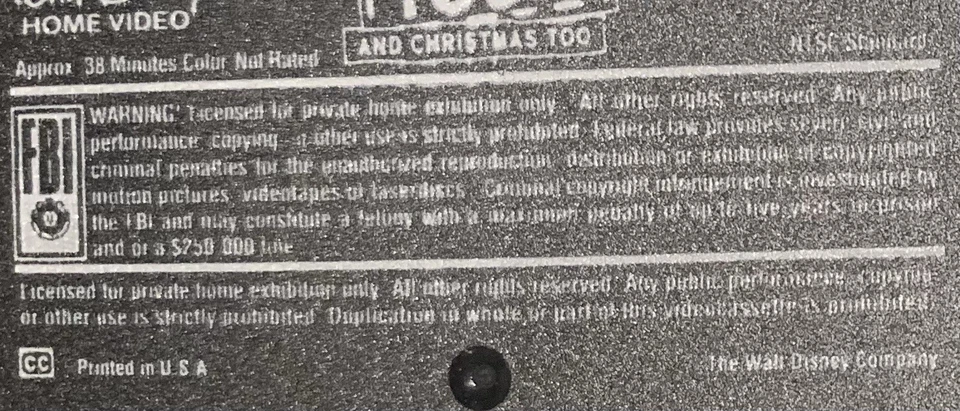 HOME VIDEO
AND CHRISTMAS TOO
Approx 38 Minutes Color Not Rated
NTSC Standard
FBI
WARNING: Licensed for private home exhibition only All other rights reserved Any public
performance copying or other use is strictly prohibited Federal law provides severe civil and
criminal penalties for the unauthorized reproduction distribution or exhibition of copyrighted
motion pictures videotapes or laserdiscs Criminal copyright infringement is investigated by
the FBI and may constitute a felony with a maximum penalty of up to five years in prison
and or a $250 000 fine
Licensed for private home exhibition only All other rights reserved Any public performance copying
or other use is strictly prohibited Duplication in whole or part of this videocassette is prohibited
CC Printed in U S A
The Walt Disney Company